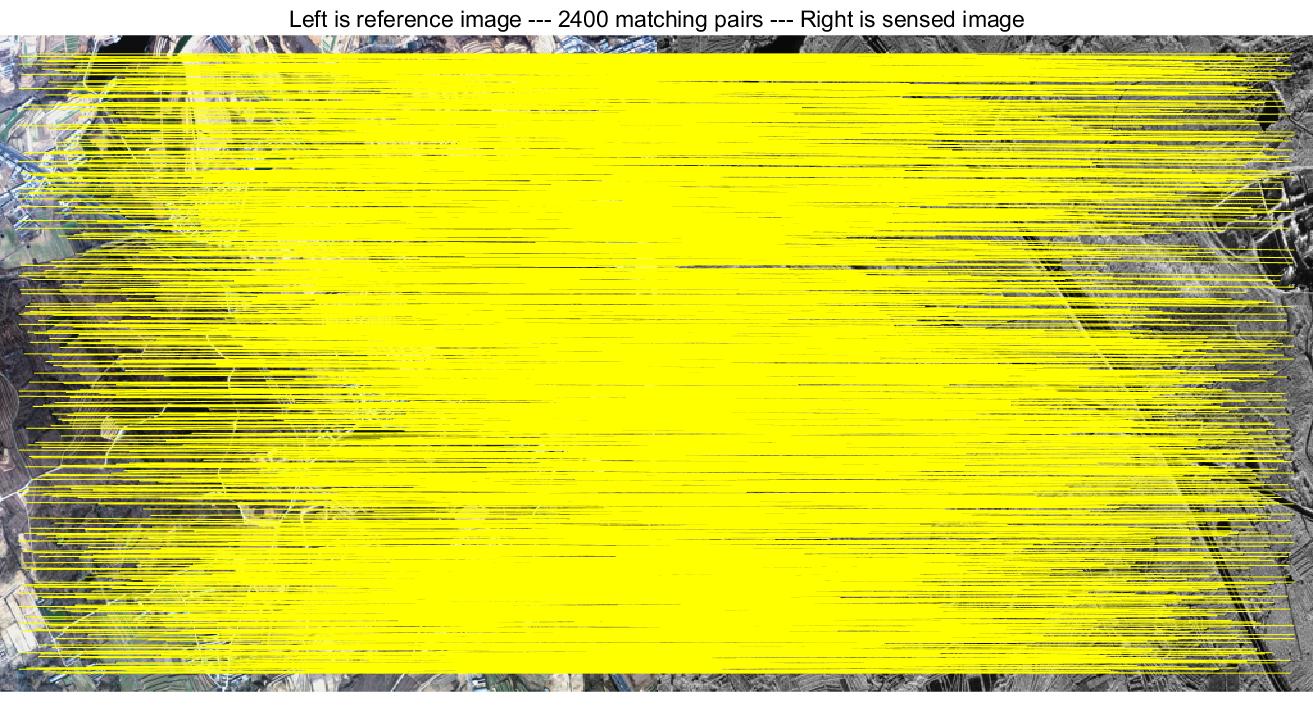 Left is reference image --- 2400 matching pairs --- Right is sensed image